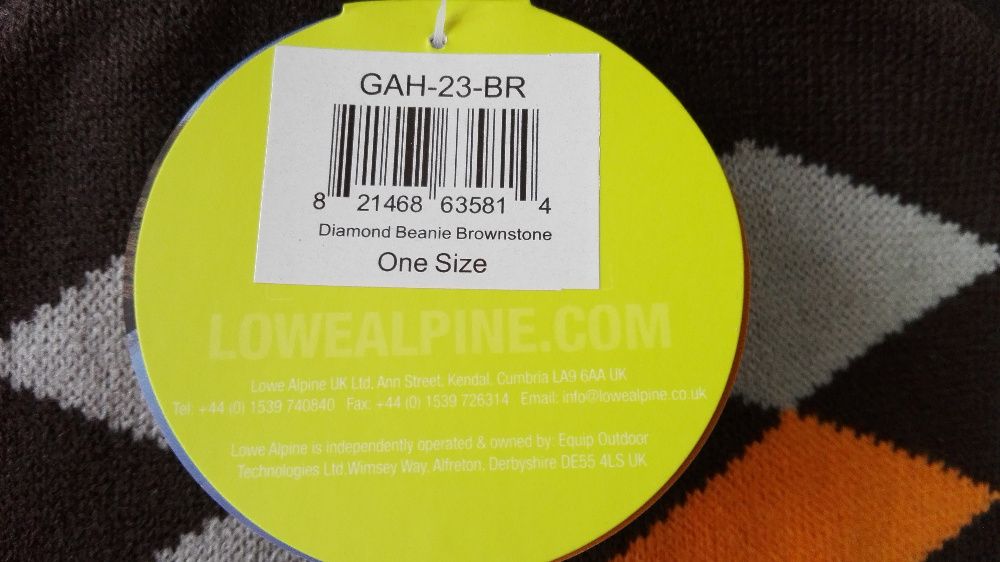 GAH-23-BR
8 21468 63581 4
Diamond Beanie Brownstone
One Size
LOWEALPINE.COM
Lowe Alpine UK Ltd, Ann Street, Kendal, Cumbria LA9 6AA UK
Tel: +44 (0) 1539 740840 Fax: +44 (0) 1539 726314 Email: info@lowealpine.co.uk
Lowe Alpine is independently operated & owned by: Equip Outdoor
Technologies Ltd.Wimsey Way, Alfreton, Derbyshire DE55 4LS UK